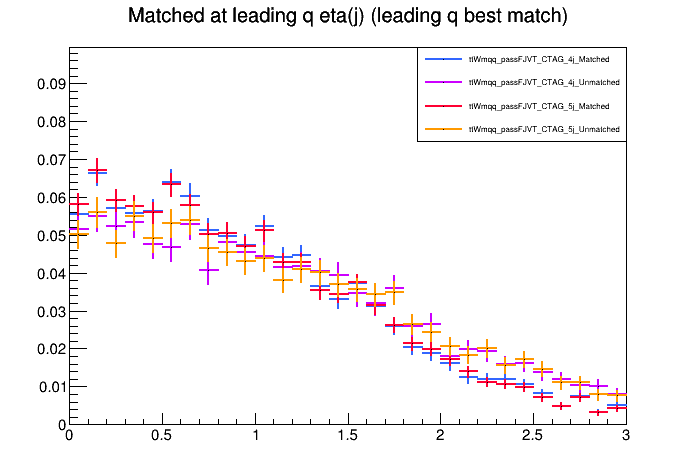 Matched at leading q eta(j) (leading q best match)
ttWmqq_passFJVT_CTAG_4j_Matched
ttWmqq_passFJVT_CTAG_4j_Unmatched
ttWmqq_passFJVT_CTAG_5j_Matched
ttWmqq_passFJVT_CTAG_5j_Unmatched
0.09
0.08
0.07
0.06
0.05
0.04
0.03
0.02
0.01
0
0 0.5 1 1.5 2 2.5 3